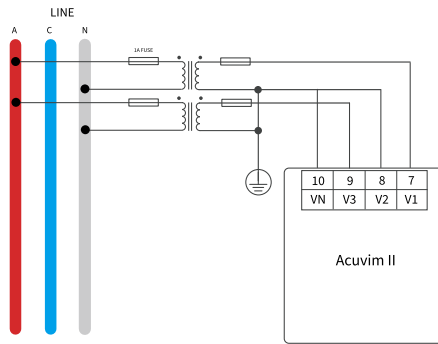 LINE
A C N
1A FUSE
10 9 8 7
VN V3 V2 V1
Acuvim II